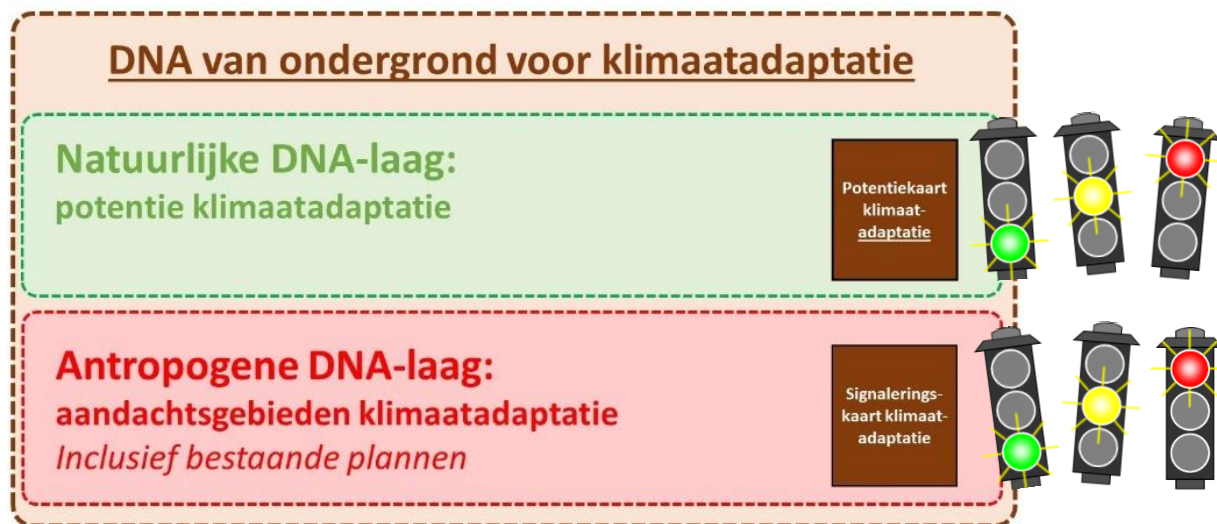 DNA van ondergrond voor klimaatadaptatie
Natuurlijke DNA-laag:
potentie klimaatadaptatie
Potentiekaart
klimaat-
adaptatie
Antropogene DNA-laag:
aandachtsgebieden klimaatadaptatie
Inclusief bestaande plannen
Signalerings-
kaart klimaat-
adaptatie